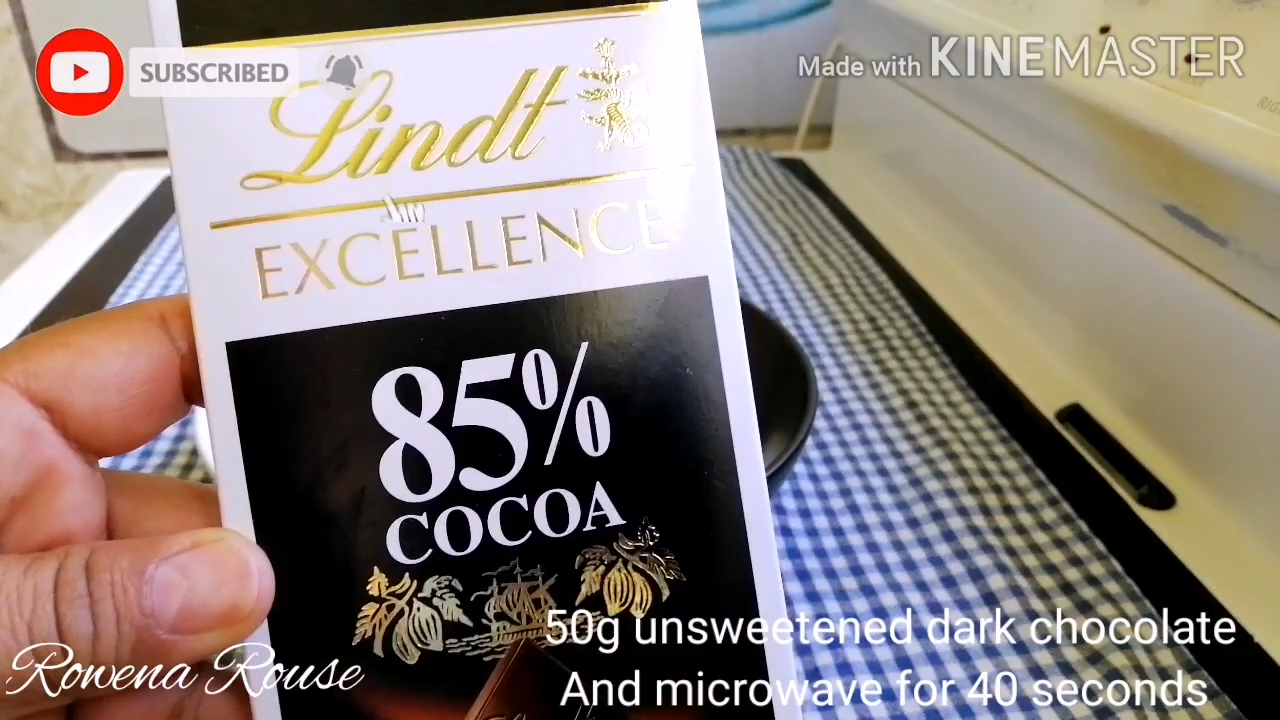 SUBSCRIBED
Made with KINEMASTER
Lindt
EXCELLENCE
85%
COCOA
50g unsweetened dark chocolate
And microwave for 40 seconds
Rowena Rouse